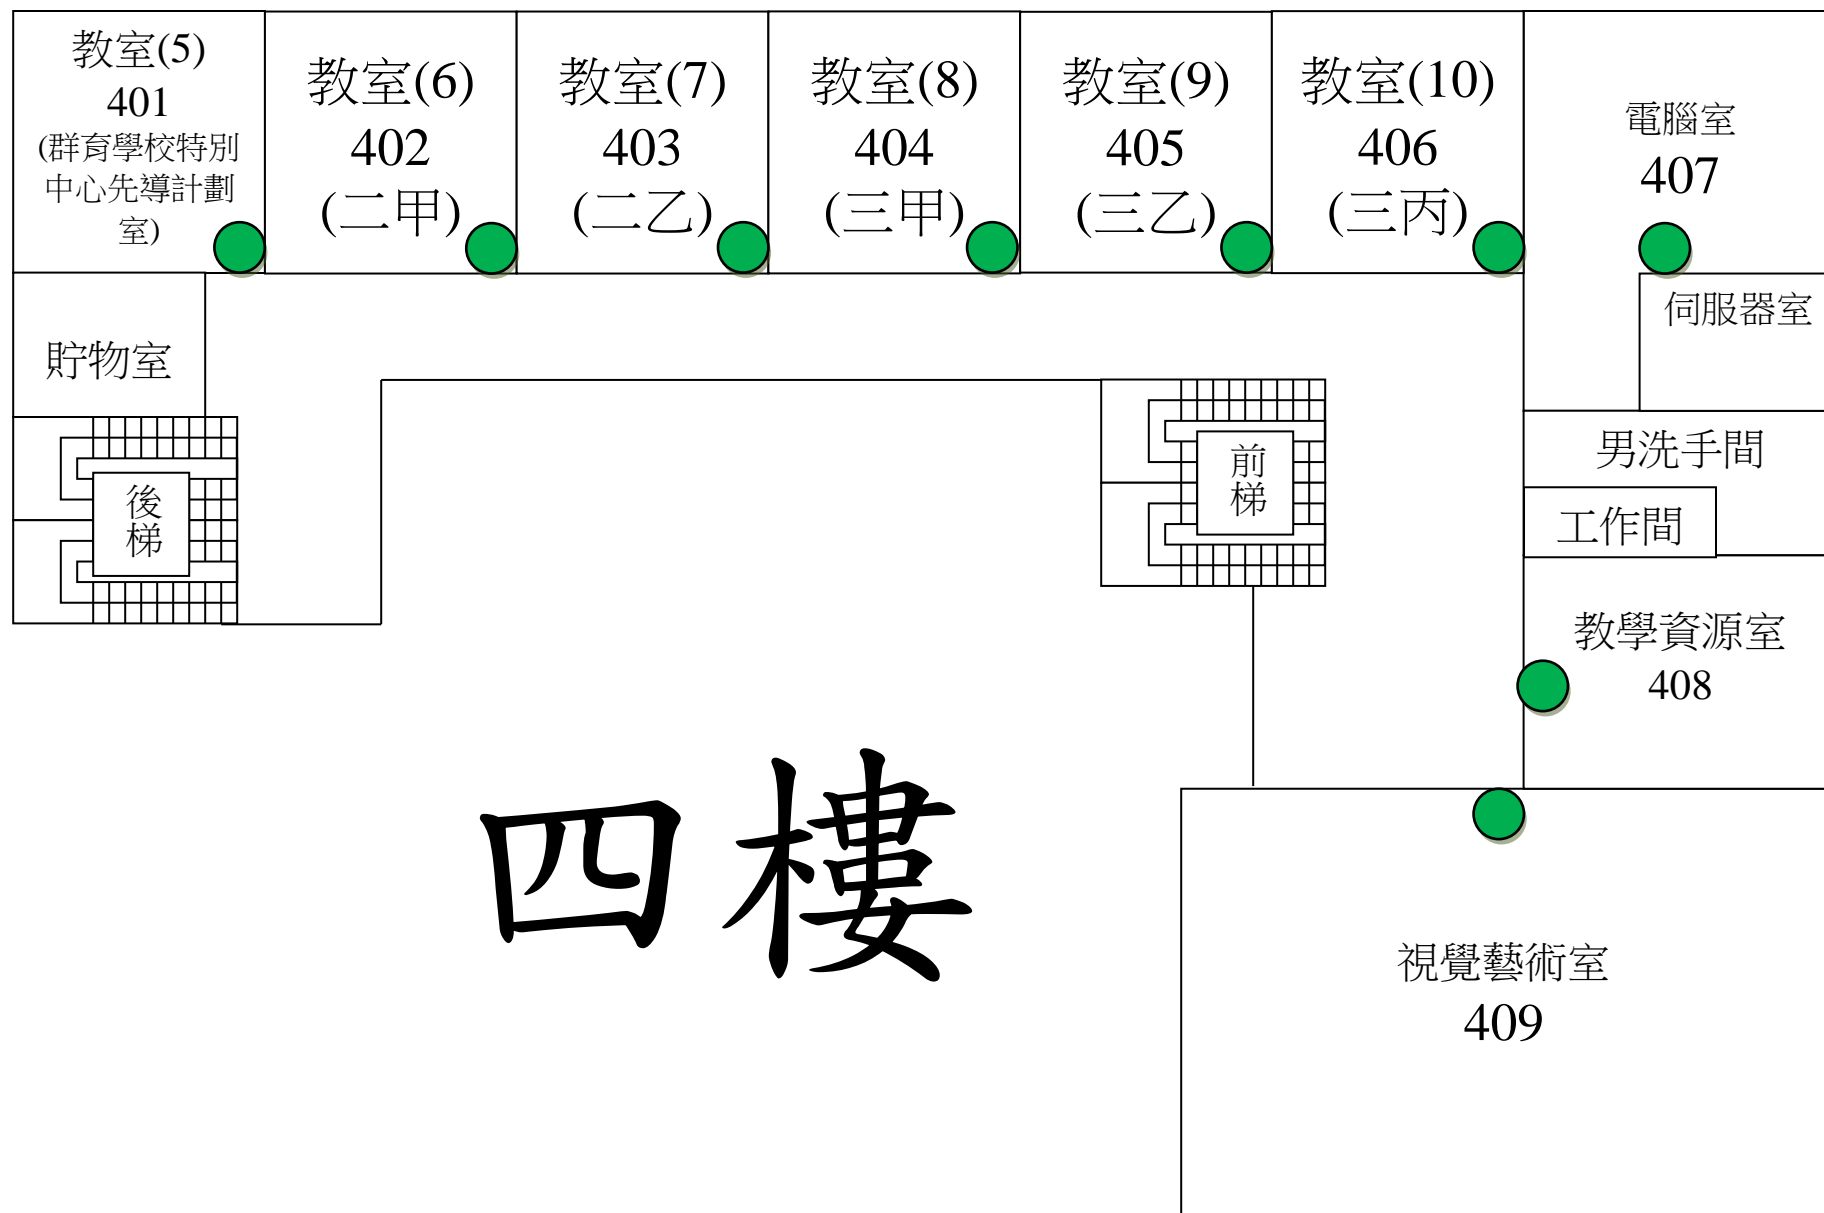 教室(5)
401
(群育學校特別
中心先導計劃
室)
教室(6)
402
(二甲)
教室(7)
403
(二乙)
教室(8)
404
(三甲)
教室(9)
405
(三乙)
教室(10)
406
(三丙)
電腦室
407
伺服器室
貯物室
男洗手間
前梯
後梯
工作間
教學資源室
408
四樓
視覺藝術室
409